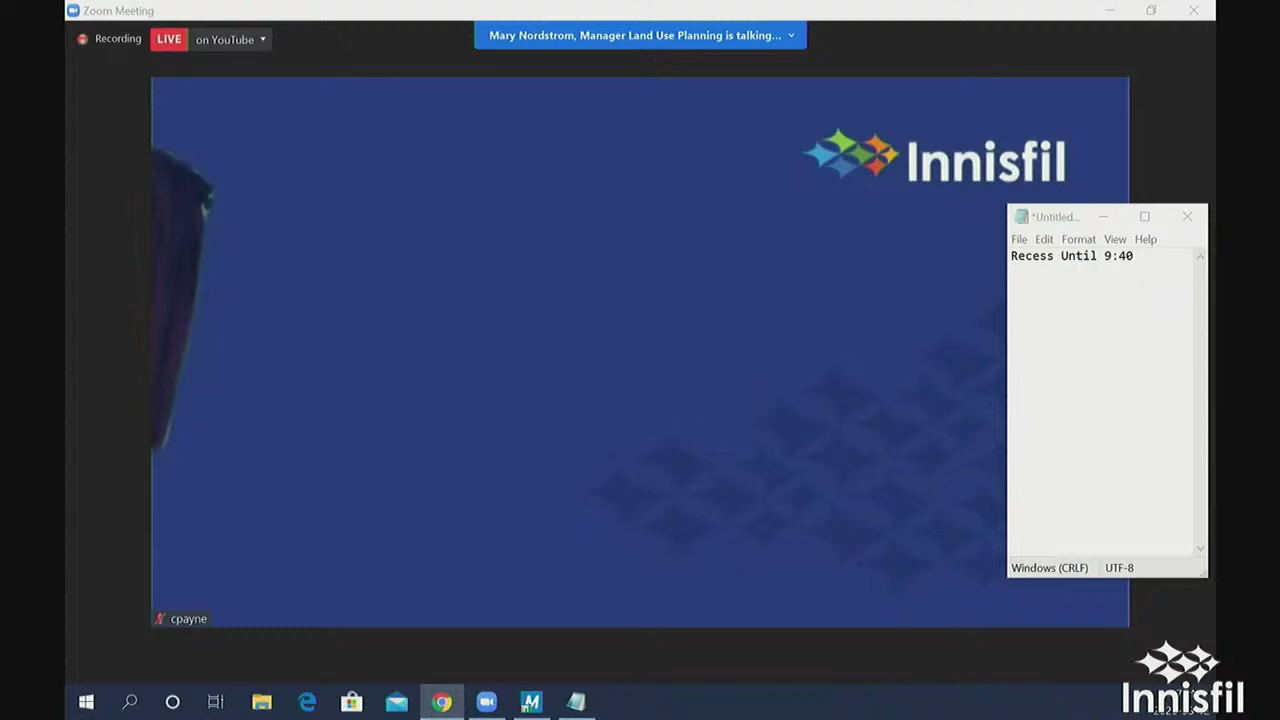 Zoom Meeting
Recording
LIVE on YouTube
Mary Nordstrom, Manager Land Use Planning is talking...
Innisfil
*Untitled...
File Edit Format View Help
Recess Until 9:40
Windows (CRLF) UTF-8
cpayne
Innisfil